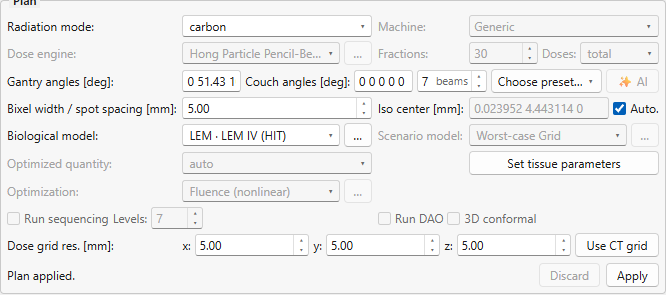 Plan
Radiation mode: carbon Machine: Generic
Dose engine: Hong Particle Pencil-Be... ... Fractions: 30 Doses: total
Gantry angles [deg]: 0 51.43 1 Couch angles [deg]: 0 0 0 0 0 7 beams Choose preset... ✨ AI
Bixel width / spot spacing [mm]: 5.00 Iso center [mm]: 0.023952 4.443114 0 Auto.
Biological model: LEM · LEM IV (HIT) ... Scenario model: Worst-case Grid ...
Optimized quantity: auto Set tissue parameters
Optimization: Fluence (nonlinear) ...
Run sequencing Levels: 7 Run DAO 3D conformal
Dose grid res. [mm]: x: 5.00 y: 5.00 z: 5.00 Use CT grid
Plan applied. Discard Apply